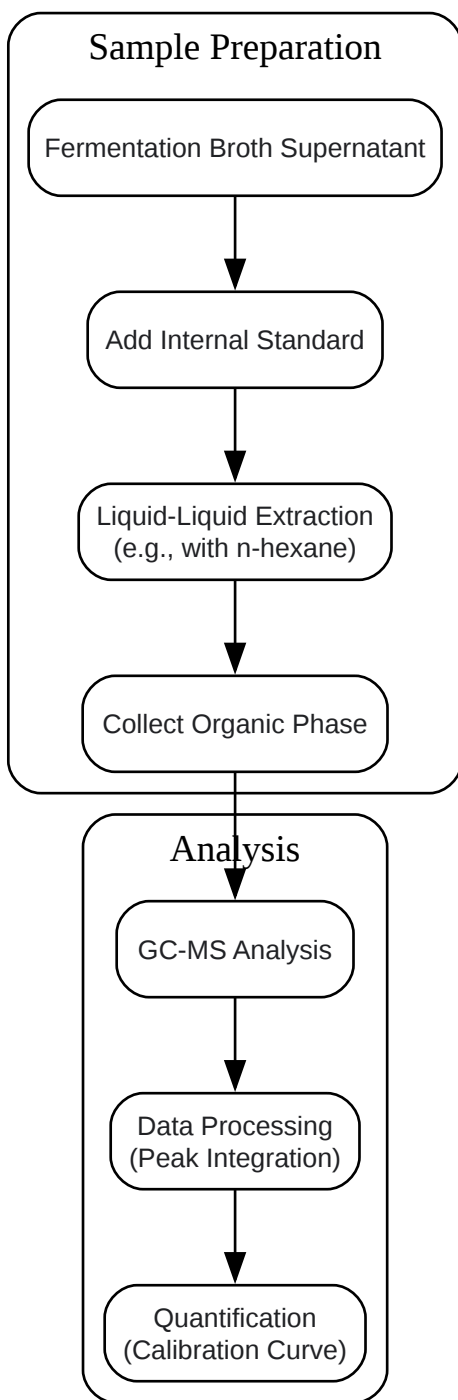 Sample Preparation
Fermentation Broth Supernatant
Add Internal Standard
Liquid-Liquid Extraction
(e.g., with n-hexane)
Collect Organic Phase
Analysis
GC-MS Analysis
Data Processing
(Peak Integration)
Quantification
(Calibration Curve)